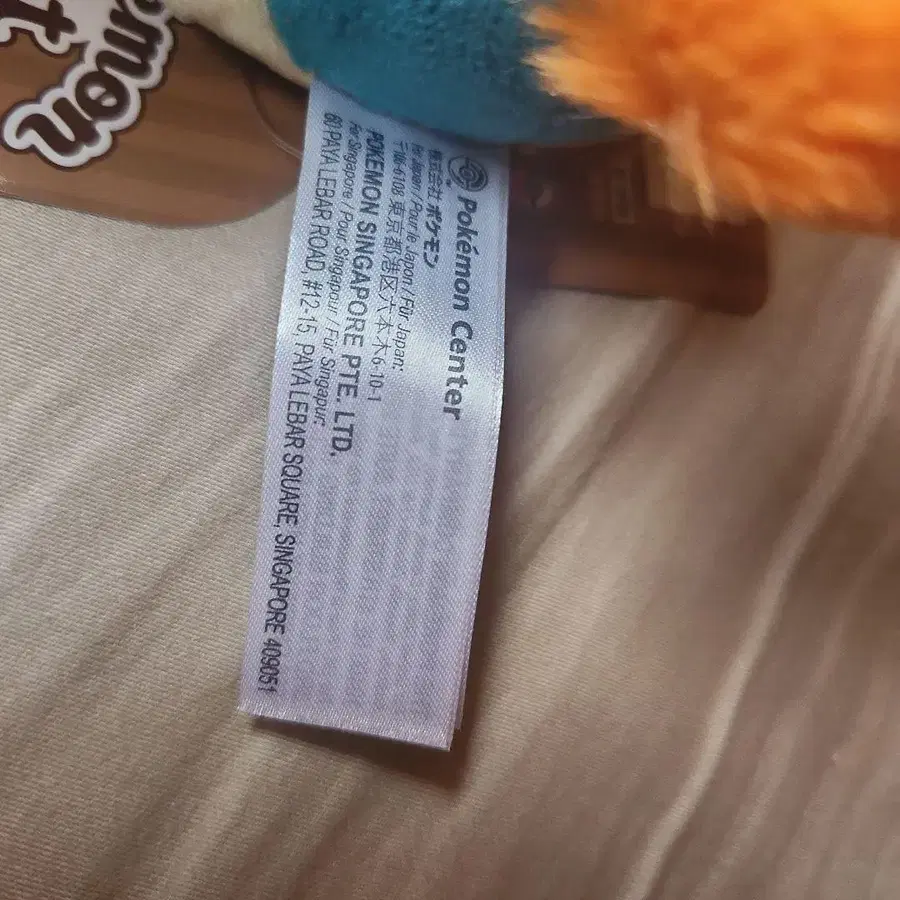 Pokémon Center
株式会社 ポケモン
For Japan / Pour le Japon / Für Japan:
〒106-6108 東京都港区六本木6-10-1
POKÉMON SINGAPORE PTE. LTD.
For Singapore / Pour Singapour / Für Singapur:
60 PAYA LEBAR ROAD, #12-15, PAYA LEBAR SQUARE, SINGAPORE 409051
mon
t